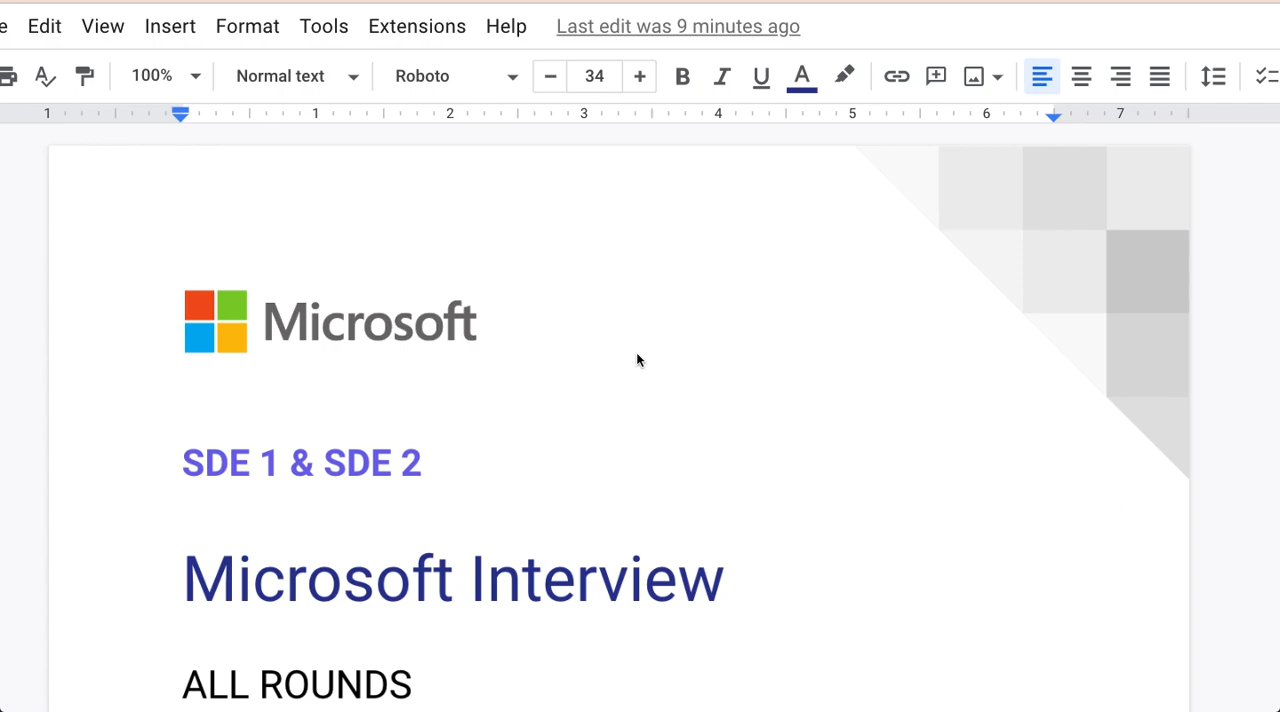 e Edit View Insert Format Tools Extensions Help Last edit was 9 minutes ago
100% Normal text Roboto − 34 + B I U A
1 1 2 3 4 5 6 7
Microsoft
SDE 1 & SDE 2
Microsoft Interview
ALL ROUNDS